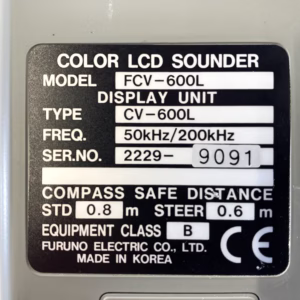 COLOR LCD SOUNDER
MODEL FCV-600L
DISPLAY UNIT
TYPE CV-600L
FREQ. 50kHz/200kHz
SER.NO. 2229- 9091
COMPASS SAFE DISTANCE
STD 0.8 m STEER 0.6 m
EQUIPMENT CLASS B
FURUNO ELECTRIC CO., LTD.
MADE IN KOREA CE